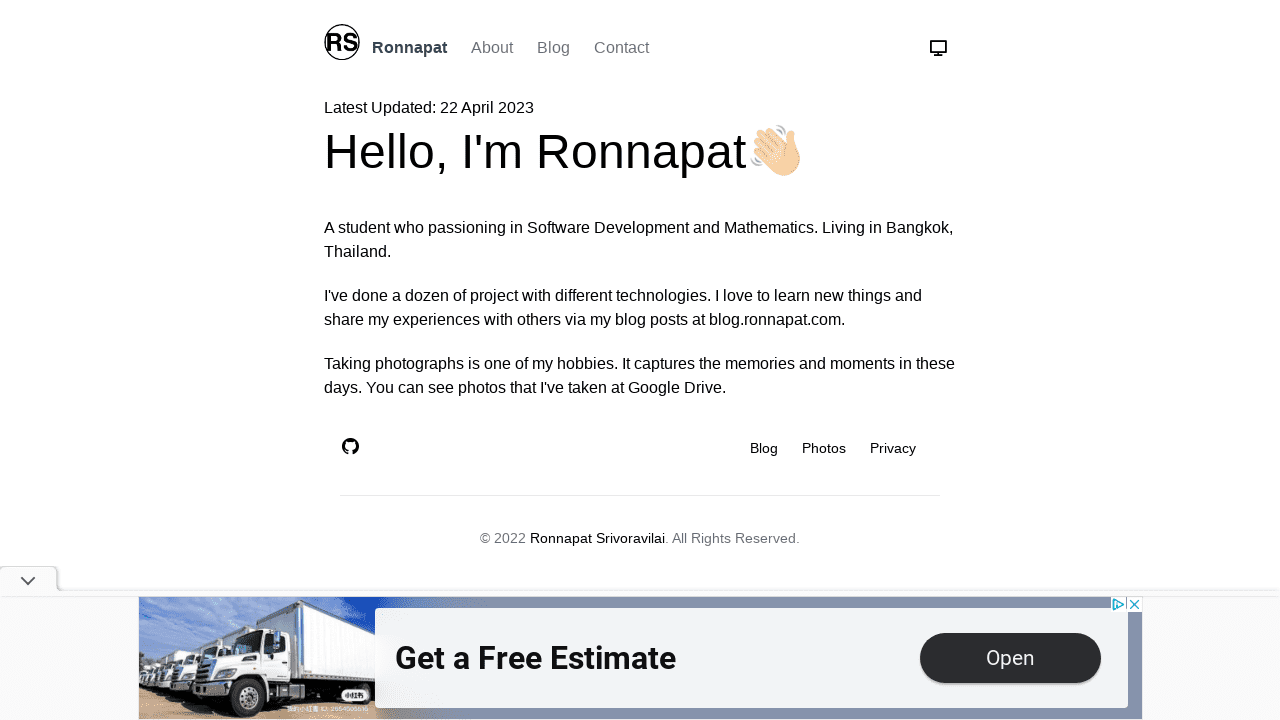 RS
Ronnapat About Blog Contact
Latest Updated: 22 April 2023
Hello, I'm Ronnapat
A student who passioning in Software Development and Mathematics. Living in Bangkok,
Thailand.
I've done a dozen of project with different technologies. I love to learn new things and
share my experiences with others via my blog posts at blog.ronnapat.com.
Taking photographs is one of my hobbies. It captures the memories and moments in these
days. You can see photos that I've taken at Google Drive.
Blog Photos Privacy
© 2022 Ronnapat Srivoravilai. All Rights Reserved.
Get a Free Estimate
Open
小红书